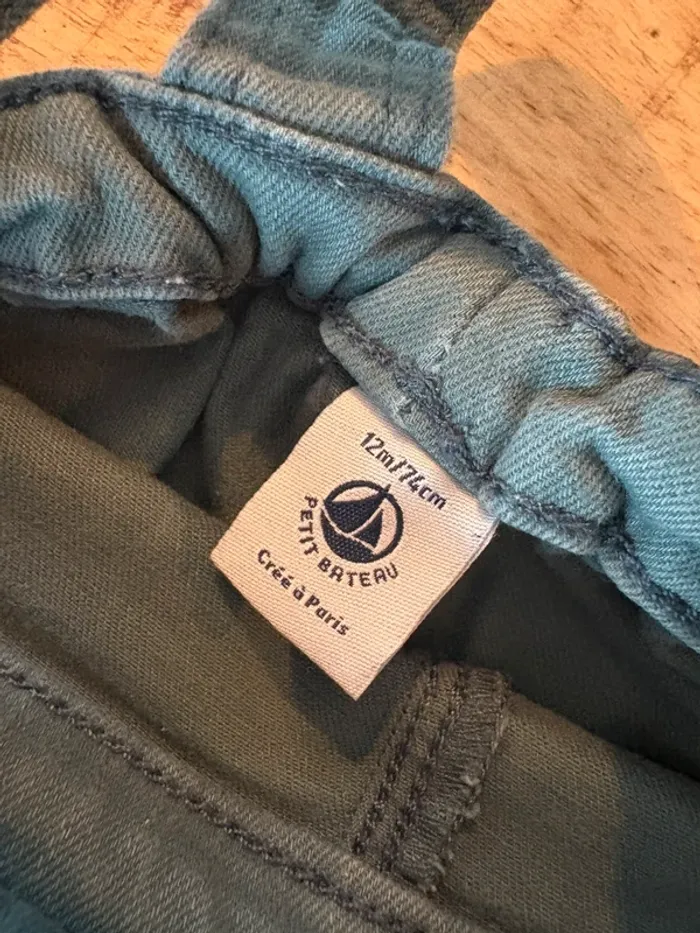 12m/74cm
PETIT BATEAU
Créé à Paris